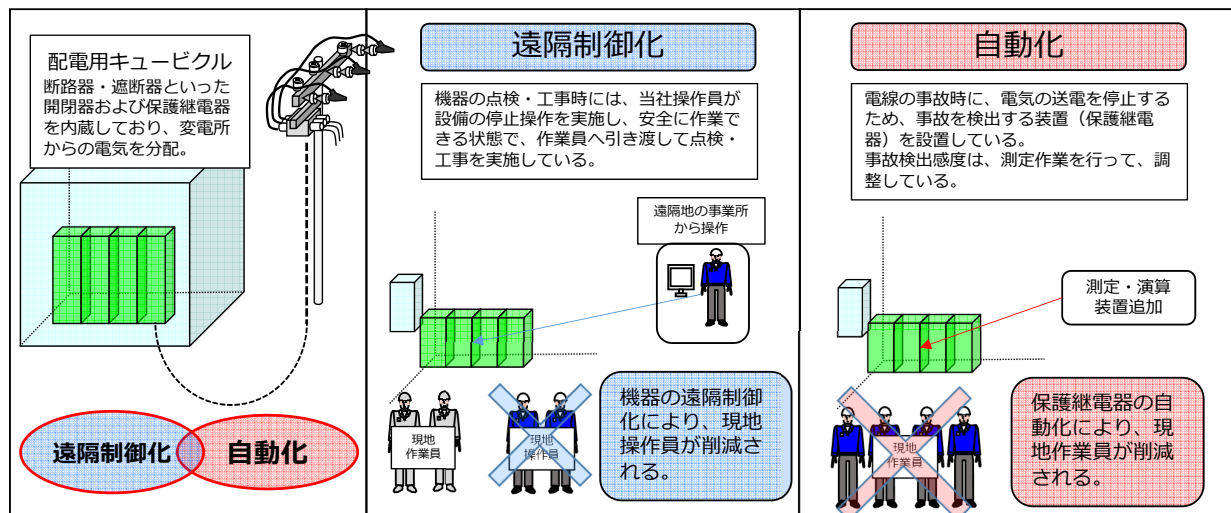 配電用キュービクル
断路器・遮断器といった
開閉器および保護継電器
を内蔵しており、変電所
からの電気を分配。
遠隔制御化
自動化
遠隔制御化
機器の点検・工事時には、当社操作員が
設備の停止操作を実施し、安全に作業で
きる状態で、作業員へ引き渡して点検・
工事を実施している。
遠隔地の事業所
から操作
現地
作業員
現地
操作員
機器の遠隔制御
化により、現地
操作員が削減さ
れる。
自動化
電線の事故時に、電気の送電を停止する
ため、事故を検出する装置（保護継電
器）を設置している。
事故検出感度は、測定作業を行って、調
整している。
測定・演算
装置追加
現地
作業員
保護継電器の自
動化により、現
地作業員が削減
される。